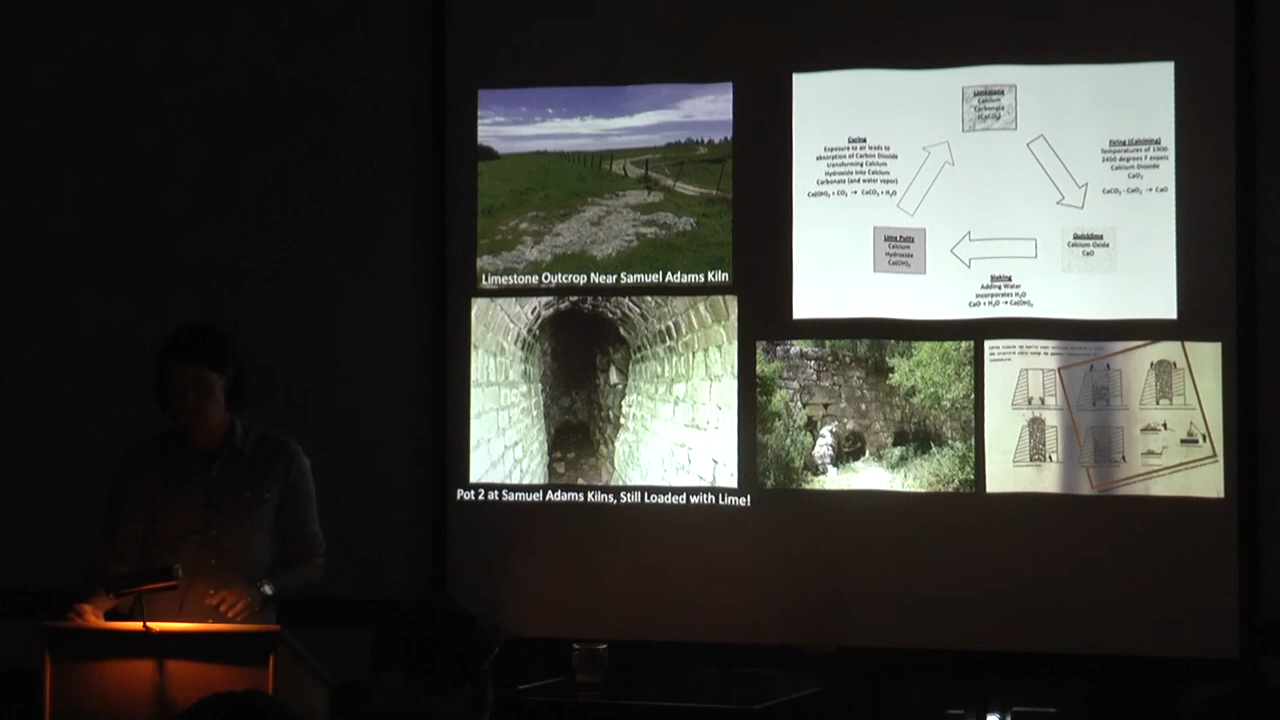 Limestone Outcrop Near Samuel Adams Kiln
Pot 2 at Samuel Adams Kilns, Still Loaded with Lime!
Limestone
Calcium
Carbonate
(CaCO₃)
Firing (Calcining)
Temperatures of
degrees F expels
Calcium Dioxide
CaO₂
CaCO₃ - CaO₂ → CaO
Quicklime
Calcium Oxide
CaO
Slaking
Adding Water
incorporates H₂O
CaO + H₂O → Ca(OH)₂
Lime Putty
Calcium
Hydroxide
Ca(OH)₂
Curing
Exposure to air leads to
absorption of Carbon Dioxide
transforming Calcium
Hydroxide into Calcium
Carbonate (and water vapor)
Ca(OH)₂ + CO₂ → CaCO₃ + H₂O